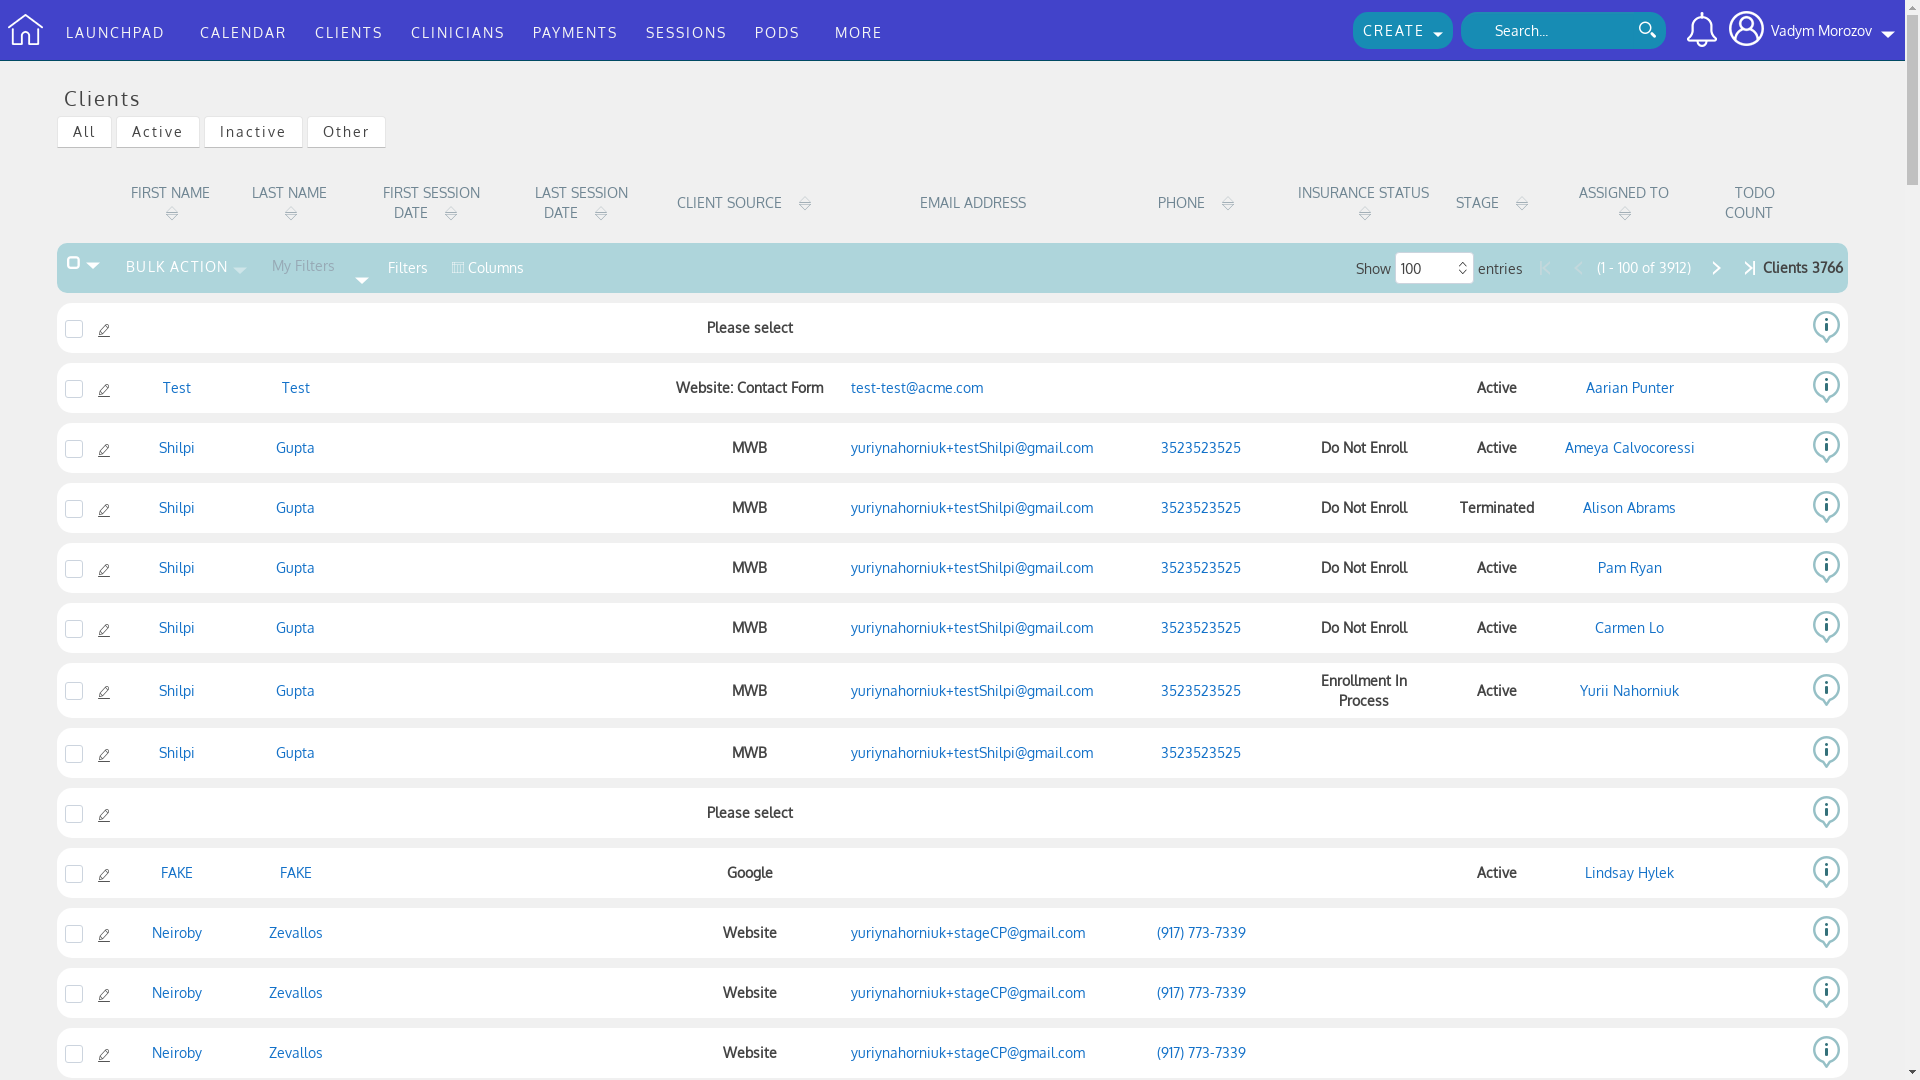 LAUNCHPAD CALENDAR CLIENTS CLINICIANS PAYMENTS SESSIONS PODS MORE CREATE Search... Vadym Morozov
Clients
All Active Inactive Other
FIRST NAME LAST NAME FIRST SESSION DATE LAST SESSION DATE CLIENT SOURCE EMAIL ADDRESS PHONE INSURANCE STATUS STAGE ASSIGNED TO TODO COUNT
BULK ACTION My Filters Filters Columns Show 100 entries (1 - 100 of 3912) Clients 3766
Please select
Test Test Website: Contact Form test-test@acme.com Active Aarian Punter
Shilpi Gupta MWB yuriynahorniuk+testShilpi@gmail.com 3523523525 Do Not Enroll Active Ameya Calvocoressi
Shilpi Gupta MWB yuriynahorniuk+testShilpi@gmail.com 3523523525 Do Not Enroll Terminated Alison Abrams
Shilpi Gupta MWB yuriynahorniuk+testShilpi@gmail.com 3523523525 Do Not Enroll Active Pam Ryan
Shilpi Gupta MWB yuriynahorniuk+testShilpi@gmail.com 3523523525 Do Not Enroll Active Carmen Lo
Shilpi Gupta MWB yuriynahorniuk+testShilpi@gmail.com 3523523525 Enrollment In Process Active Yurii Nahorniuk
Shilpi Gupta MWB yuriynahorniuk+testShilpi@gmail.com 3523523525
Please select
FAKE FAKE Google Active Lindsay Hylek
Neiroby Zevallos Website yuriynahorniuk+stageCP@gmail.com (917) 773-7339
Neiroby Zevallos Website yuriynahorniuk+stageCP@gmail.com (917) 773-7339
Neiroby Zevallos Website yuriynahorniuk+stageCP@gmail.com (917) 773-7339